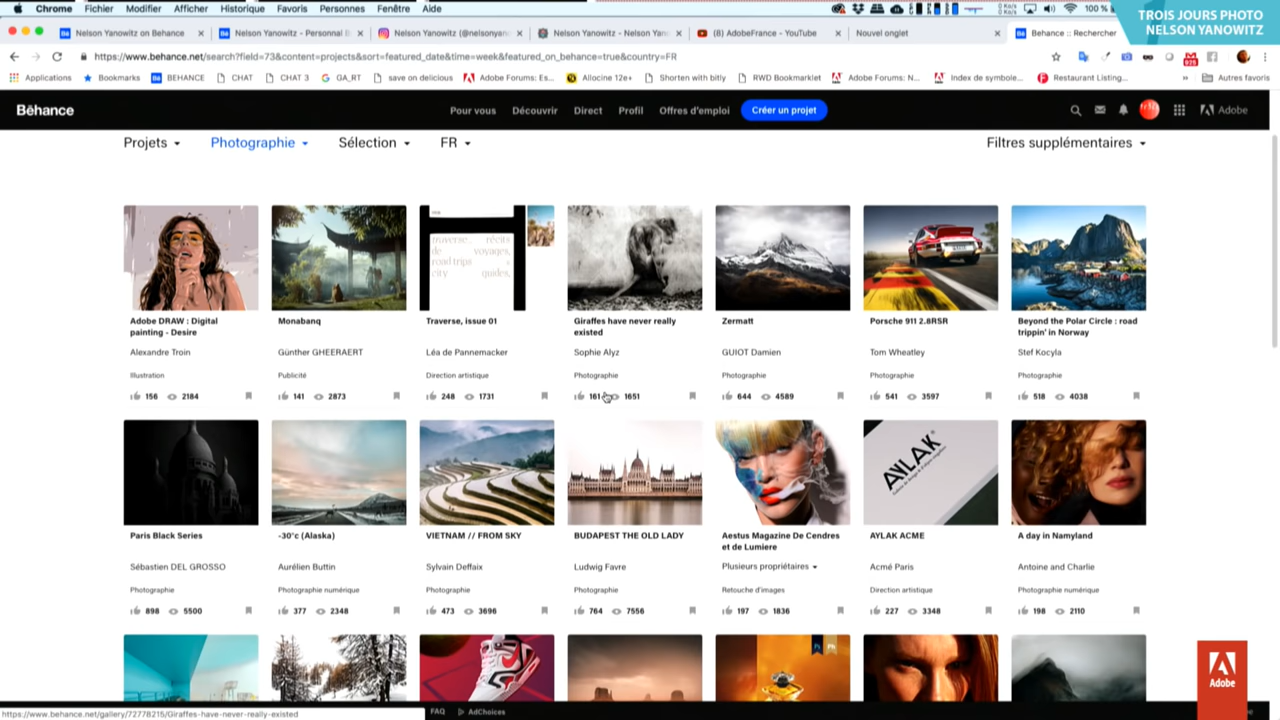 Chrome Fichier Modifier Afficher Historique Favoris Personnes Fenêtre Aide
100 %
TROIS JOURS PHOTO
NELSON YANOWITZ
Nelson Yanowitz on Behance
Nelson Yanowitz - Personnal B
Nelson Yanowitz (@nelsonyan
Nelson Yanowitz - Nelson Yan
(8) AdobeFrance - YouTube
Nouvel onglet
Behance :: Rechercher
https://www.behance.net/search?field=73&content=projects&sort=featured_date&time=week&featured_on_behance=true&country=FR
Applications Bookmarks BEHANCE CHAT CHAT 3 GA_RT save on delicious Adobe Forums: Es... Allocine 12e+ Shorten with bitly RWD Bookmarklet Adobe Forums: N... Index de symbole... Restaurant Listing... » Autres favoris
Bēhance
Pour vous Découvrir Direct Profil Offres d'emploi Créer un projet
Adobe
Projets Photographie Sélection FR Filtres supplémentaires
traverse, récits
de voyages,
road trips
city guides,
Adobe DRAW : Digital
painting - Desire
Alexandre Troin
Illustration
156 2184
Monabanq
Günther GHEERAERT
Publicité
141 2873
Traverse, issue 01
Léa de Pannemacker
Direction artistique
248 1731
Giraffes have never really
existed
Sophie Alyz
Photographie
161 1651
Zermatt
GUIOT Damien
Photographie
644 4589
Porsche 911 2.8RSR
Tom Wheatley
Photographie
541 3597
Beyond the Polar Circle : road
trippin' in Norway
Stef Kocyla
Photographie
518 4038
Paris Black Series
Sébastien DEL GROSSO
Photographie
898 5500
-30°c (Alaska)
Aurélien Buttin
Photographie numérique
377 2348
VIETNAM // FROM SKY
Sylvain Deffaix
Photographie
473 3696
BUDAPEST THE OLD LADY
Ludwig Favre
Photographie
764 7556
Aestus Magazine De Cendres
et de Lumiere
Plusieurs propriétaires
Retouche d'images
197 1836
AYLAK
AYLAK ACME
Acmé Paris
Direction artistique
227 3348
A day in Namyland
Antoine and Charlie
Photographie numérique
198 2110
Adobe
https://www.behance.net/gallery/72778215/Giraffes-have-never-really-existed
FAQ AdChoices